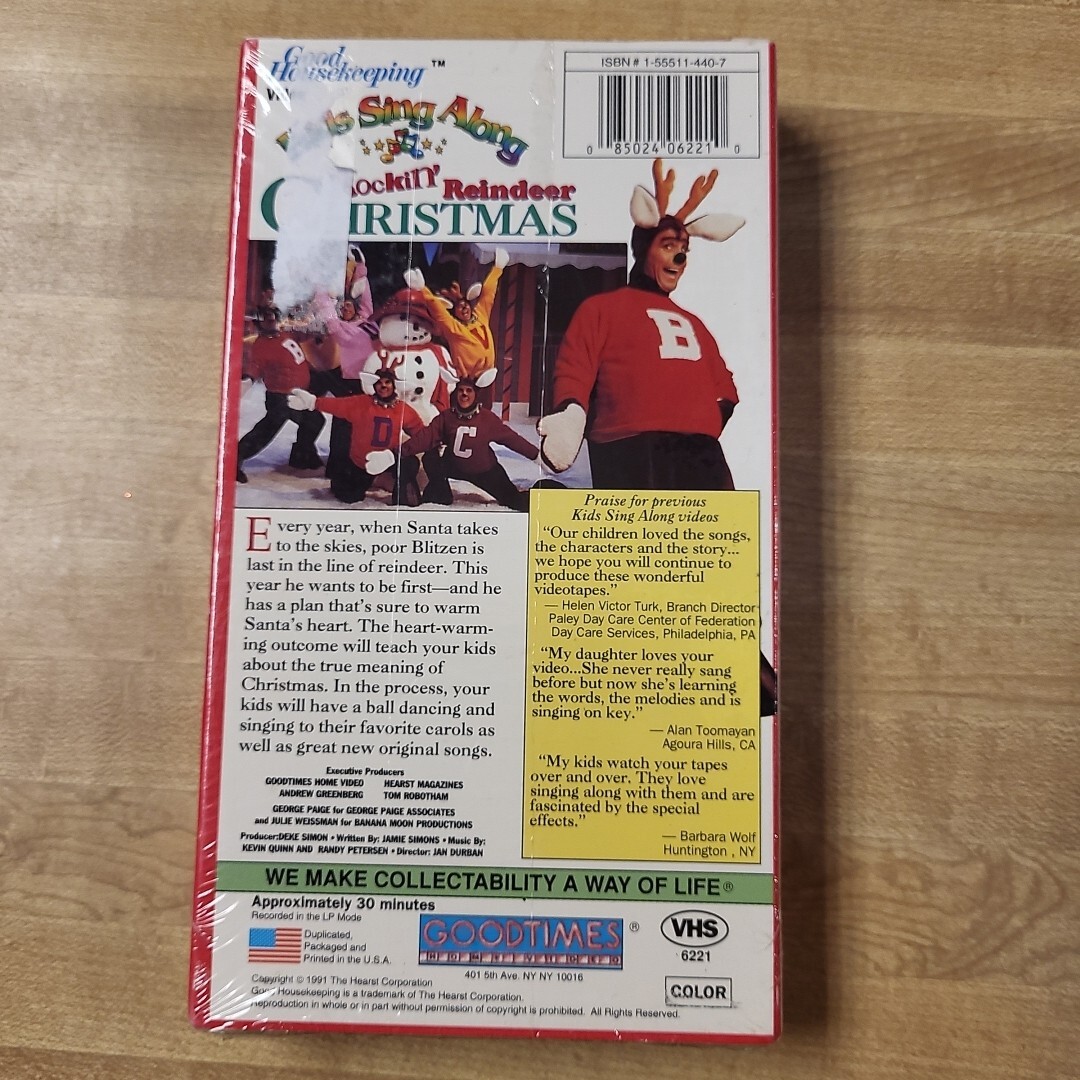 Good
Housekeeping™
Sing Along
Reindeer
CHRISTMAS
ISBN # 1-55511-440-7
0 85024 06221 0
B
B
V
D
C
Every year, when Santa takes
to the skies, poor Blitzen is
last in the line of reindeer. This
year he wants to be first—and he
has a plan that's sure to warm
Santa's heart. The heart-warm-
ing outcome will teach your kids
about the true meaning of
Christmas. In the process, your
kids will have a ball dancing and
singing to their favorite carols as
well as great new original songs.
Executive Producers
GOODTIMES HOME VIDEO HEARST MAGAZINES
ANDREW GREENBERG TOM ROBOTHAM
GEORGE PAIGE for GEORGE PAIGE ASSOCIATES
and JULIE WEISSMAN for BANANA MOON PRODUCTIONS
Producer:DEKE SIMON • Written By: JAMIE SIMONS • Music By:
KEVIN QUINN AND RANDY PETERSEN • Director: JAN DURBAN
Praise for previous
Kids Sing Along videos
“Our children loved the songs,
the characters and the story...
we hope you will continue to
produce these wonderful
videotapes.”
— Helen Victor Turk, Branch Director
Paley Day Care Center of Federation
Day Care Services, Philadelphia, PA
“My daughter loves your
video...She never really sang
before but now she's learning
the words, the melodies and is
singing on key.”
— Alan Toomayan
Agoura Hills, CA
“My kids watch your tapes
over and over. They love
singing along with them and are
fascinated by the special
effects.”
— Barbara Wolf
Huntington , NY
WE MAKE COLLECTABILITY A WAY OF LIFE®
Approximately 30 minutes
Recorded in the LP Mode
Duplicated,
Packaged and
Printed in the U.S.A.
GOODTIMES®
HOME VIDEO
401 5th Ave. NY NY 10016
VHS
6221
COLOR
Copyright © 1991 The Hearst Corporation
Good Housekeeping is a trademark of The Hearst Corporation.
Reproduction in whole or in part without permission of copyright is prohibited. All Rights Reserved.